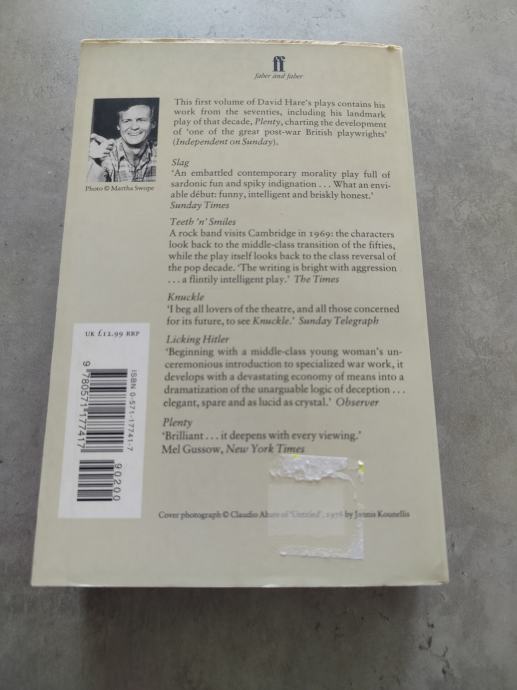 ff
faber and faber
This first volume of David Hare's plays contains his
work from the seventies, including his landmark
play of that decade, Plenty, charting the development
of 'one of the great post-war British playwrights'
(Independent on Sunday).
Photo © Martha Swope
Slag
'An embattled contemporary morality play full of
sardonic fun and spiky indignation . . . What an envi-
able début: funny, intelligent and briskly honest.'
Sunday Times
Teeth 'n' Smiles
A rock band visits Cambridge in 1969: the characters
look back to the middle-class transition of the fifties,
while the play itself looks back to the class reversal of
the pop decade. 'The writing is bright with aggression
. . . a flintily intelligent play.' The Times
Knuckle
'I beg all lovers of the theatre, and all those concerned
for its future, to see Knuckle.' Sunday Telegraph
Licking Hitler
'Beginning with a middle-class young woman's un-
ceremonious introduction to specialized war work, it
develops with a devastating economy of means into a
dramatization of the unarguable logic of deception . . .
elegant, spare and as lucid as crystal.' Observer
Plenty
'Brilliant . . . it deepens with every viewing.'
Mel Gussow, New York Times
Cover photograph © Claudio of 'Untitled', 1978 by Jannis Kounellis
UK £12.99 RRP
ISBN 0-571-17741-7
9 780571 177417
90200